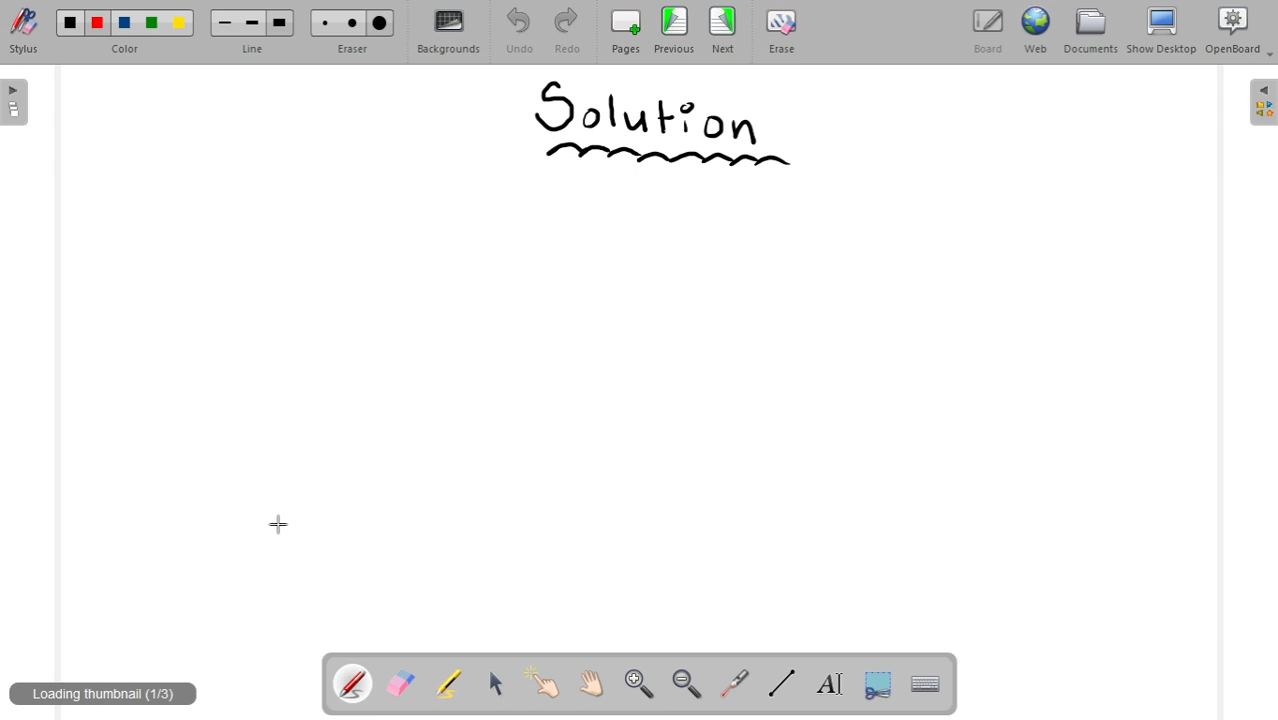 Stylus Color Line Eraser Backgrounds Undo Redo Pages Previous Next Erase Board Web Documents Show Desktop OpenBoard
Solution
Loading thumbnail (1/3)